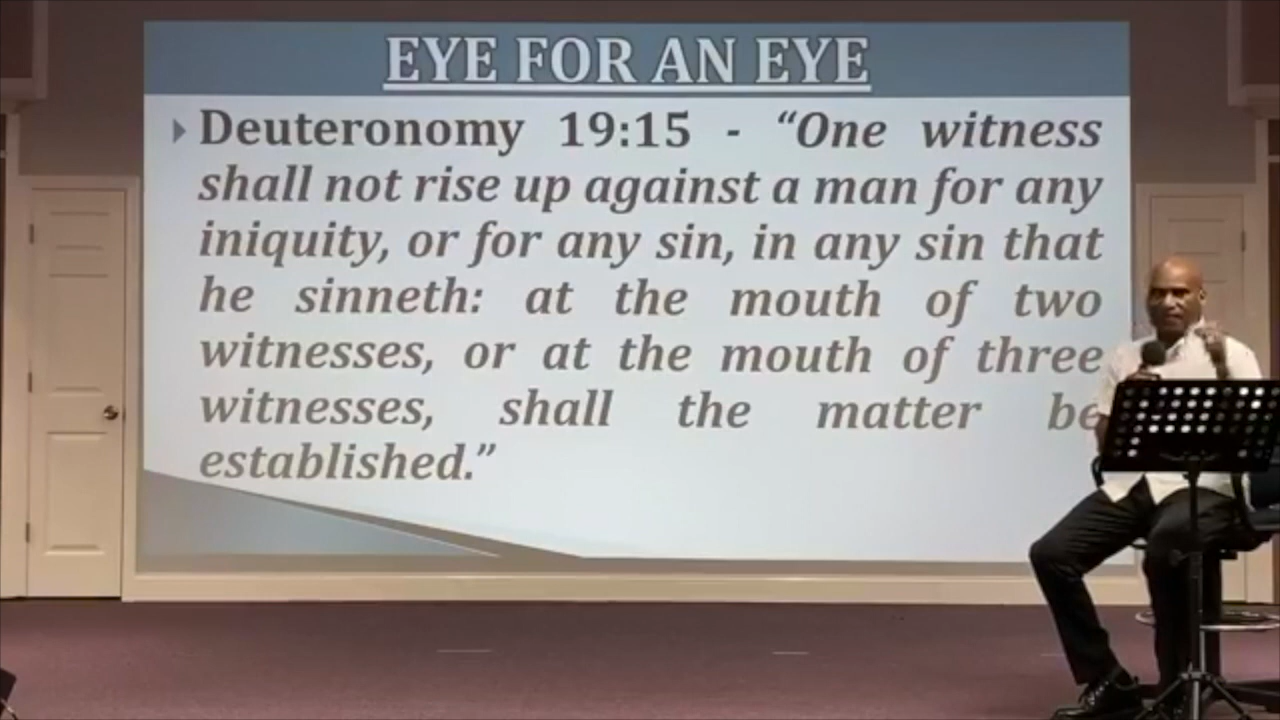 EYE FOR AN EYE
Deuteronomy 19:15 - “One witness
shall not rise up against a man for any
iniquity, or for any sin, in any sin that
he sinneth: at the mouth of two
witnesses, or at the mouth of three
witnesses, shall the matter be
established.”